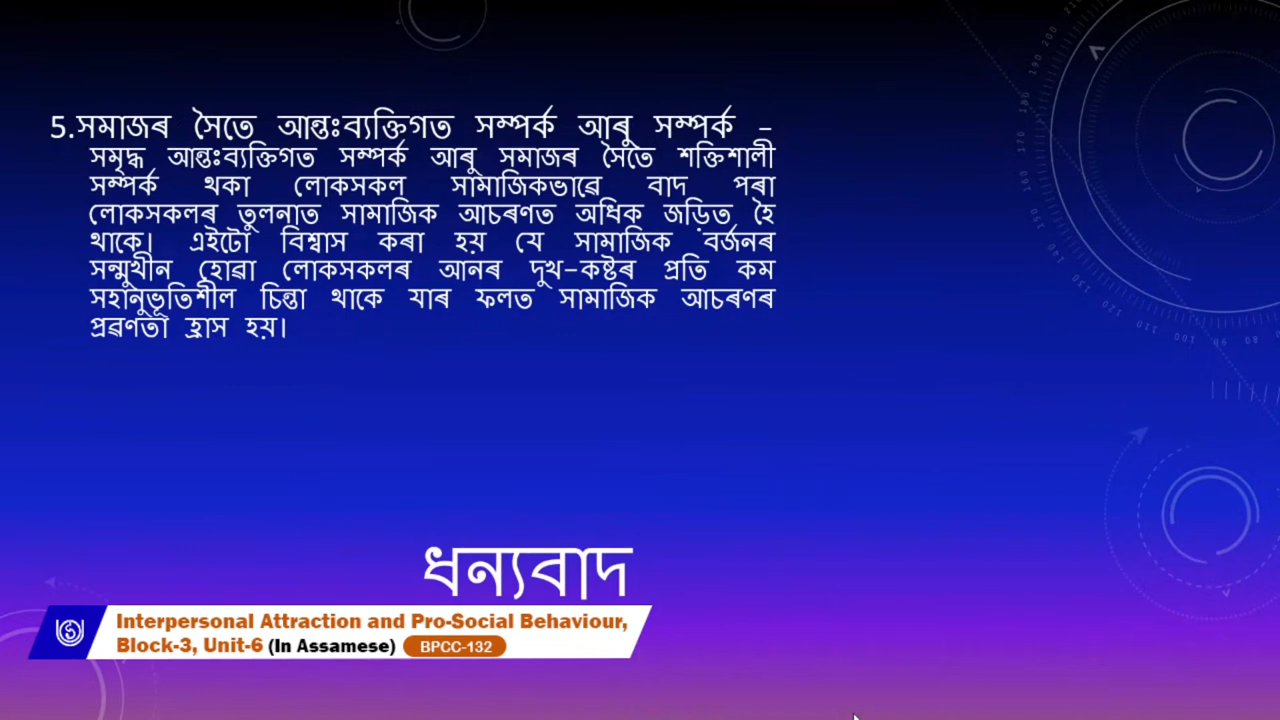 5.সমাজৰ সৈতে আন্তঃব্যক্তিগত সম্পৰ্ক আৰু সম্পৰ্ক –
সমৃদ্ধ আন্তঃব্যক্তিগত সম্পৰ্ক আৰু সমাজৰ সৈতে শক্তিশালী
সম্পৰ্ক থকা লোকসকল সামাজিকভাৱে বাদ পৰা
লোকসকলৰ তুলনাত সামাজিক আচৰণত অধিক জড়িত হৈ
থাকে। এইটো বিশ্বাস কৰা হয় যে সামাজিক বৰ্জনৰ
সন্মুখীন হোৱা লোকসকলৰ আনৰ দুখ-কষ্টৰ প্ৰতি কম
সহানুভূতিশীল চিন্তা থাকে যাৰ ফলত সামাজিক আচৰণৰ
প্ৰৱণতা হ্ৰাস হয়।
ধন্যবাদ
Interpersonal Attraction and Pro-Social Behaviour,
Block-3, Unit-6 (In Assamese) BPCC-132